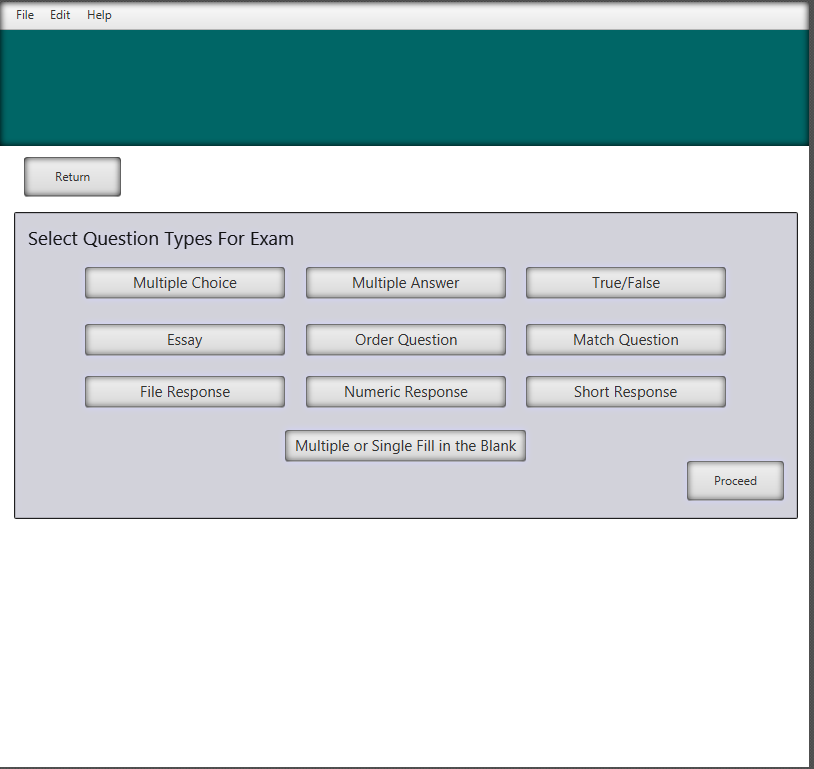 File Edit Help
Return
Select Question Types For Exam
Multiple Choice Multiple Answer True/False
Essay Order Question Match Question
File Response Numeric Response Short Response
Multiple or Single Fill in the Blank
Proceed